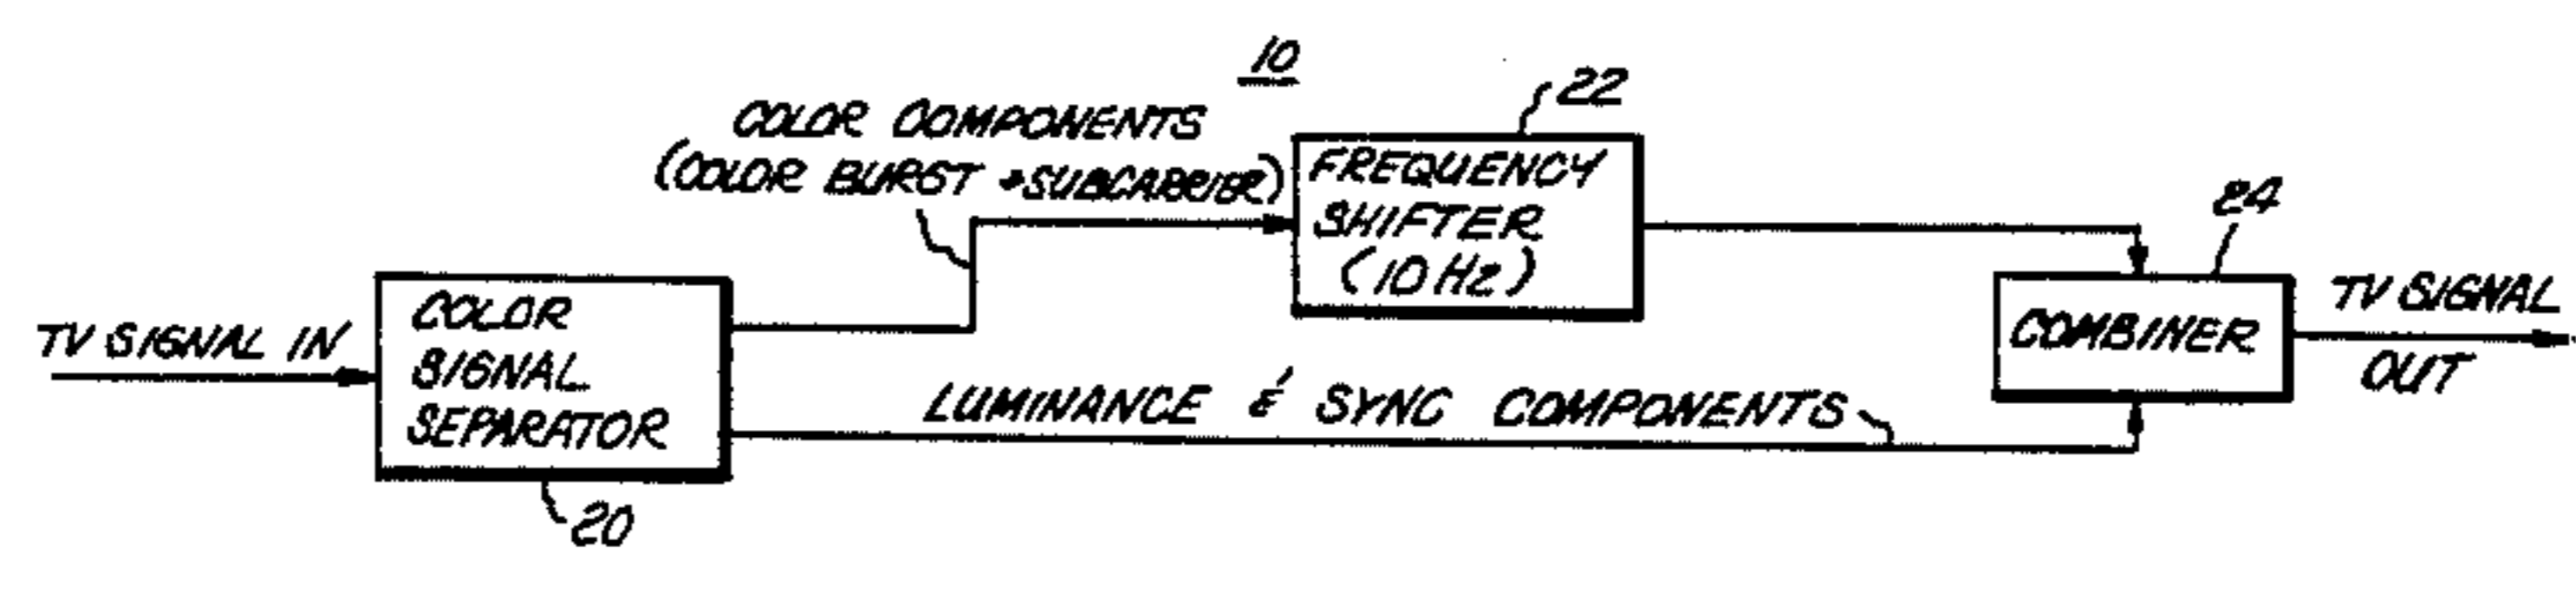 10
COLOR COMPONENTS
(COLOR BURST + SUBCARRIER)
22
FREQUENCY
SHIFTER
(10 Hz)
24
TV SIGNAL IN
COLOR
SIGNAL
SEPARATOR
20
LUMINANCE & SYNC COMPONENTS
COMBINER
TV SIGNAL
OUT